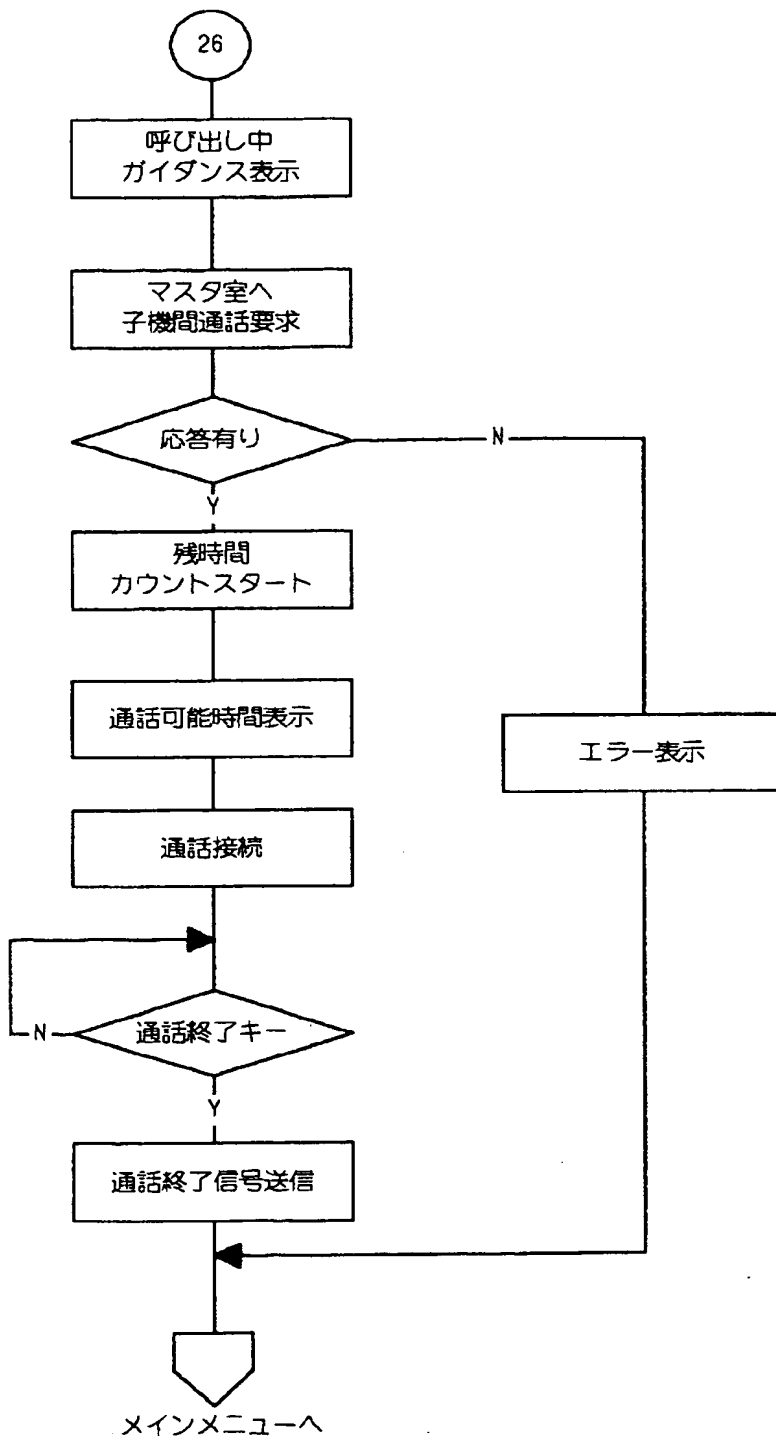 26
呼び出し中
ガイダンス表示
マスタ室へ
子機間通話要求
応答有り
N
Y
残時間
カウントスタート
通話可能時間表示
エラー表示
通話接続
N
通話終了キー
Y
通話終了信号送信
メインメニューへ